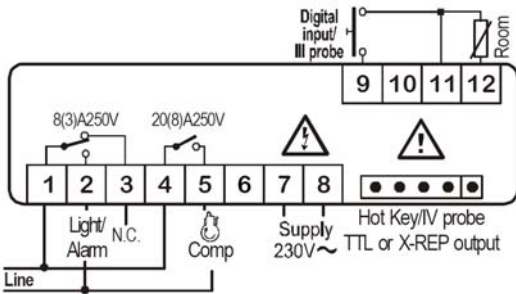 Digital
input/
III probe
Room
9 10 11 12
8(3)A250V
20(8)A250V
1 2 3 4 5 6 7 8
Light/
Alarm
N.C.
Comp
Supply
230V~
Hot Key/IV probe
TTL or X-REP output
Line